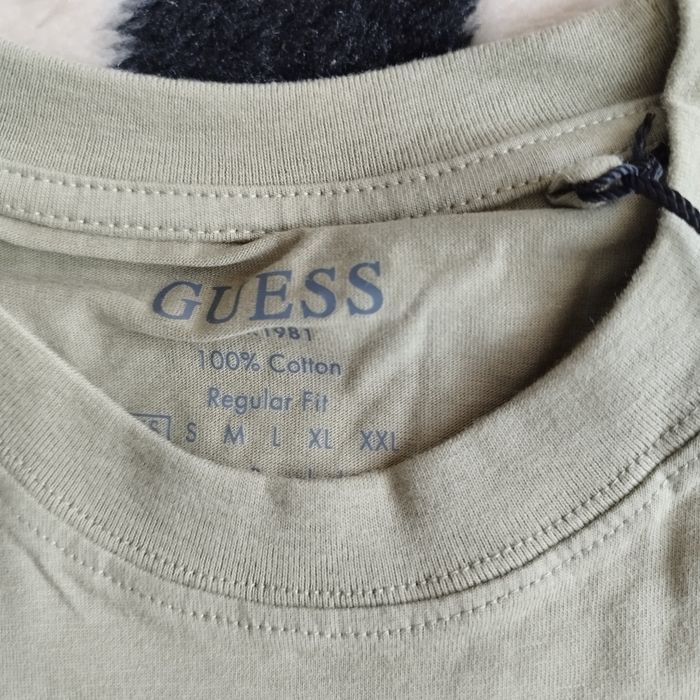 GUESS
1981
100% Cotton
Regular Fit
S M L XL XXL